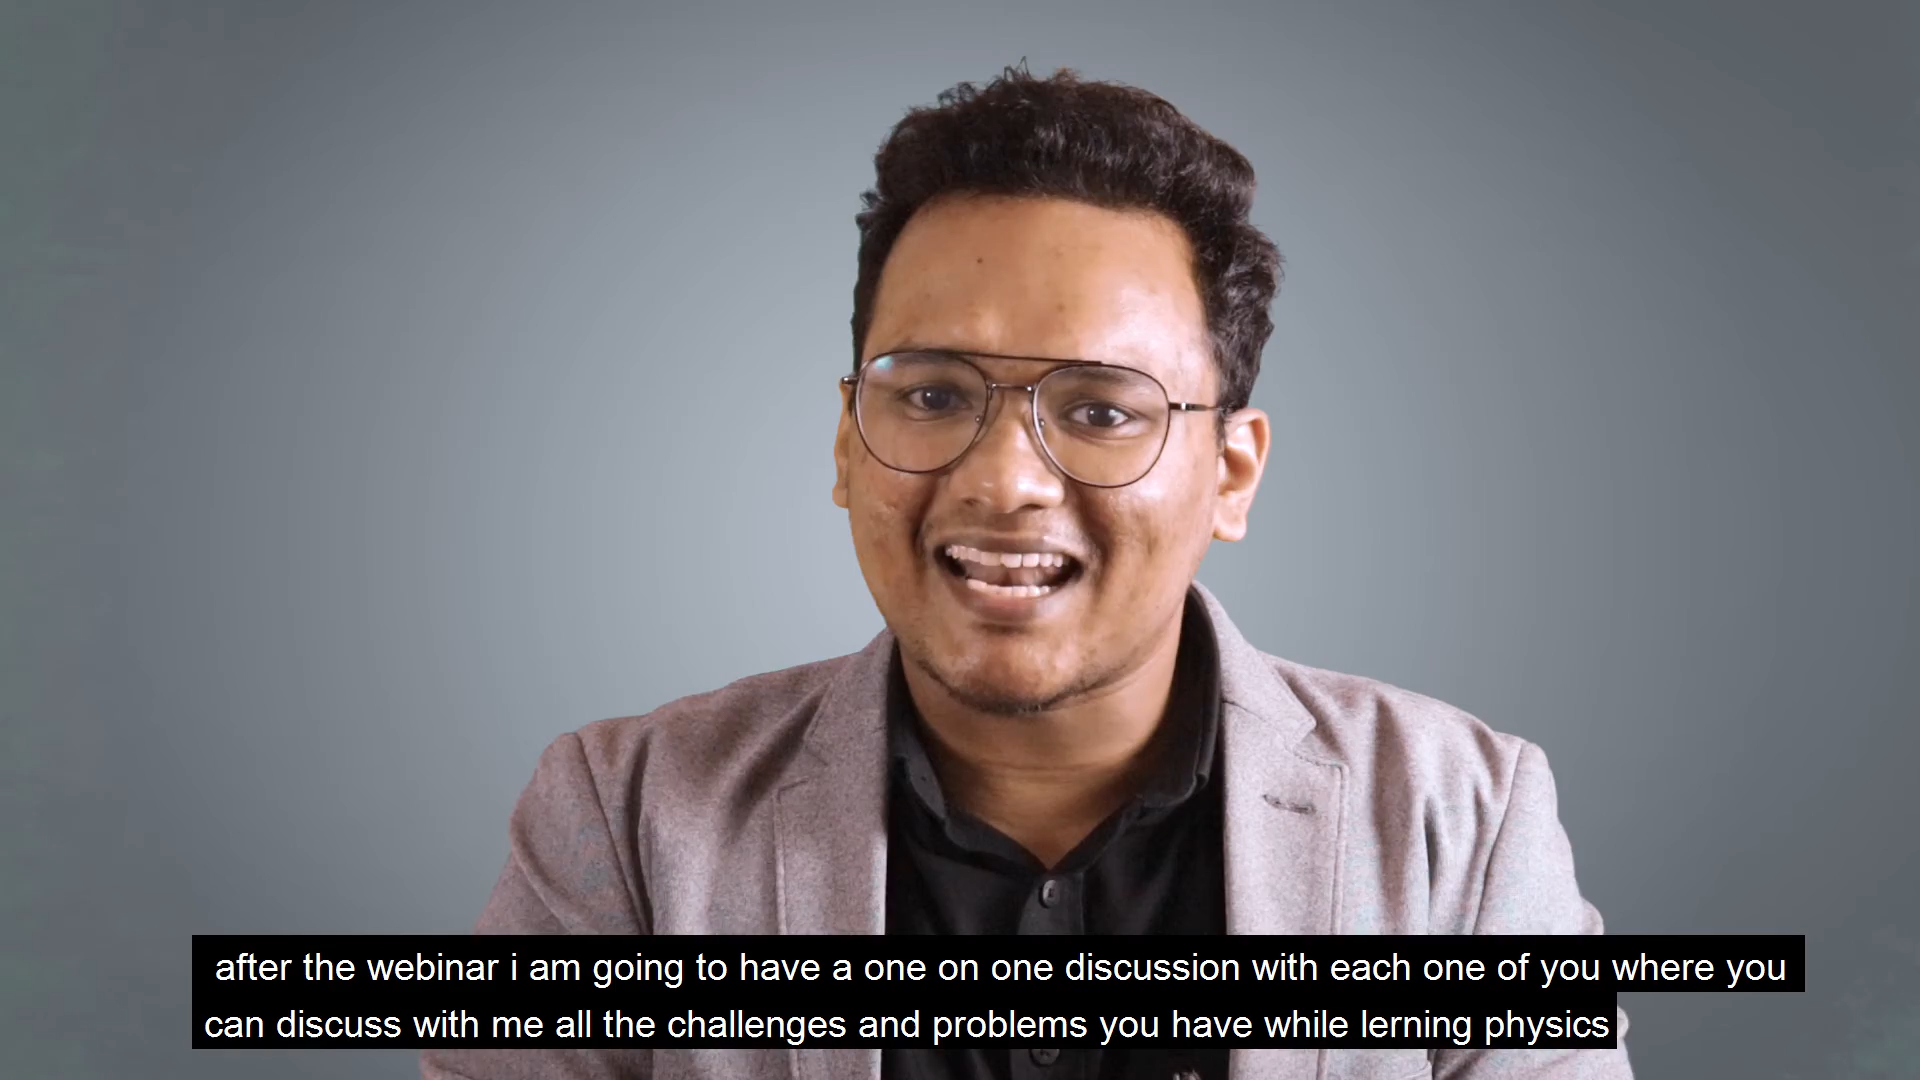 after the webinar i am going to have a one on one discussion with each one of you where you
can discuss with me all the challenges and problems you have while lerning physics